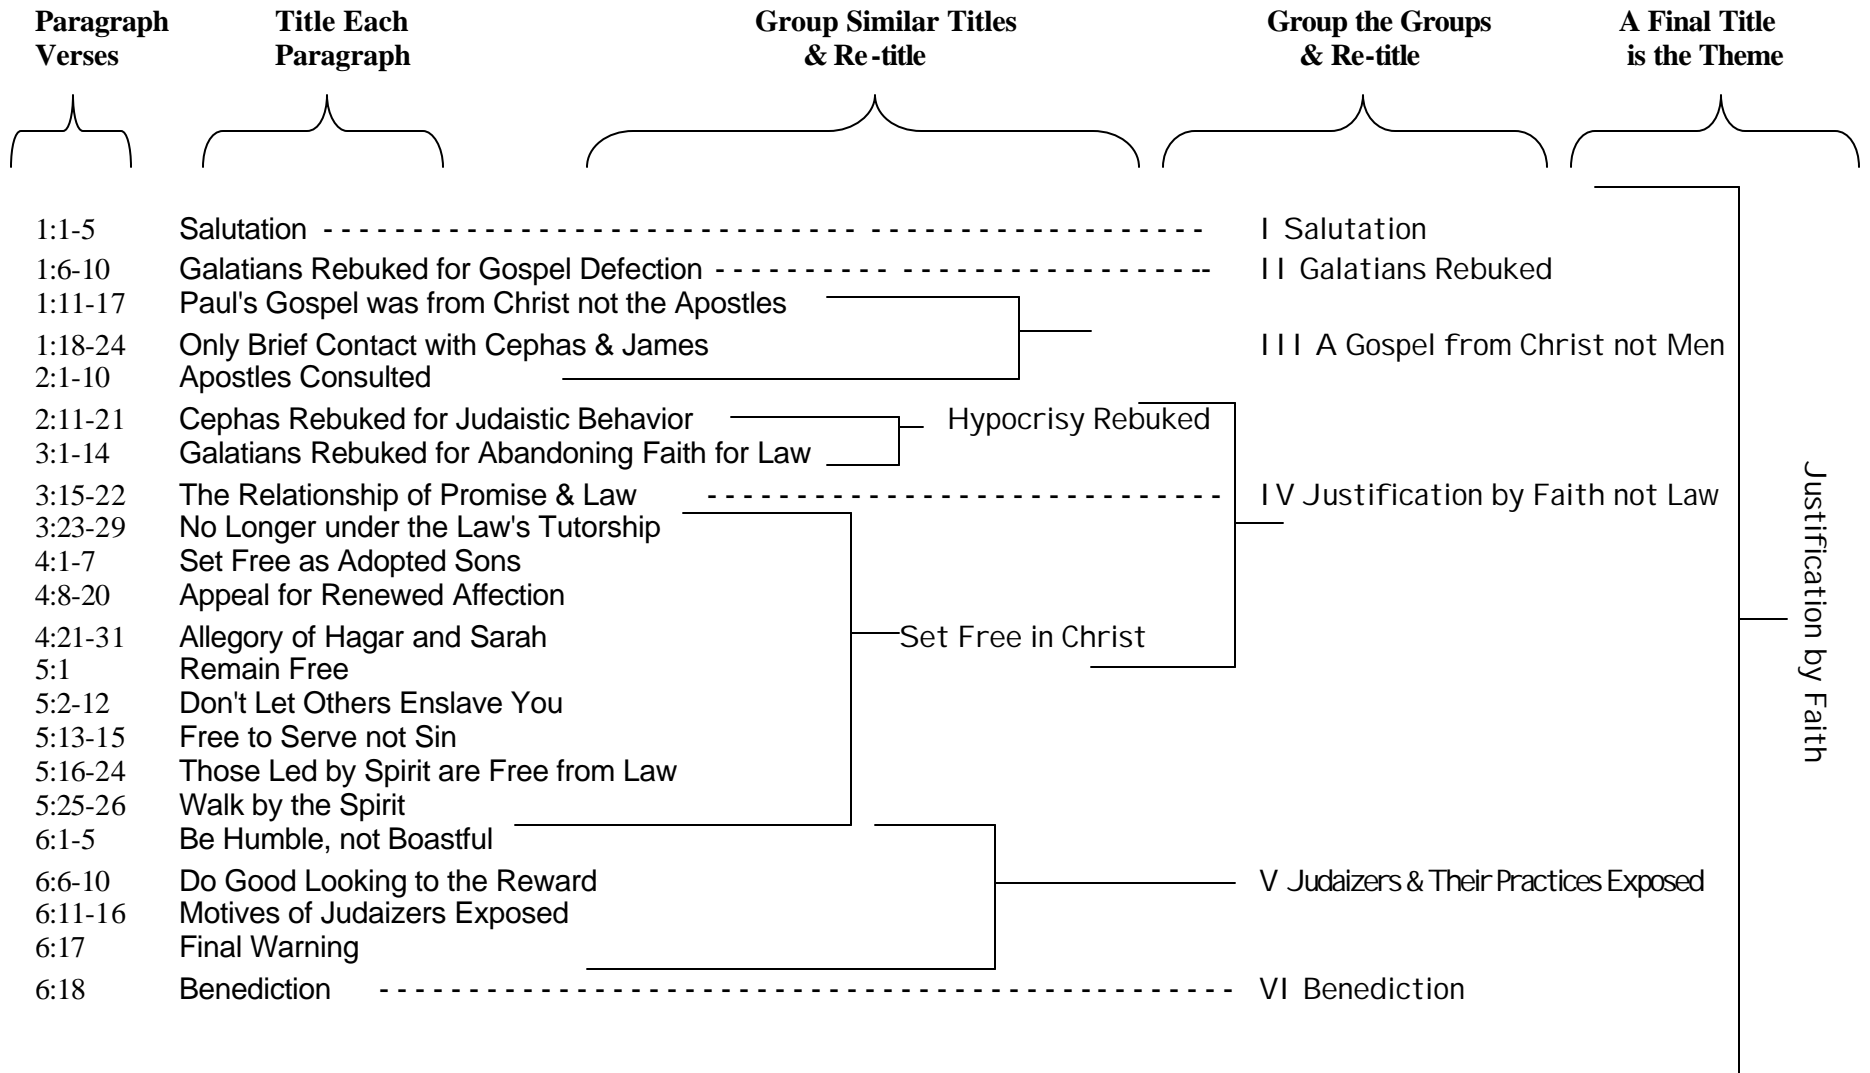 Paragraph Title Each Group Similar Titles Group the Groups A Final Title
Verses Paragraph & Re-title & Re-title is the Theme
1:1-5 Salutation I Salutation
1:6-10 Galatians Rebuked for Gospel Defection II Galatians Rebuked
1:11-17 Paul's Gospel was from Christ not the Apostles
1:18-24 Only Brief Contact with Cephas & James III A Gospel from Christ not Men
2:1-10 Apostles Consulted
2:11-21 Cephas Rebuked for Judaistic Behavior Hypocrisy Rebuked
3:1-14 Galatians Rebuked for Abandoning Faith for Law
3:15-22 The Relationship of Promise & Law IV Justification by Faith not Law
3:23-29 No Longer under the Law's Tutorship
4:1-7 Set Free as Adopted Sons
4:8-20 Appeal for Renewed Affection
4:21-31 Allegory of Hagar and Sarah Set Free in Christ
5:1 Remain Free
5:2-12 Don't Let Others Enslave You
5:13-15 Free to Serve not Sin
5:16-24 Those Led by Spirit are Free from Law
5:25-26 Walk by the Spirit
6:1-5 Be Humble, not Boastful
6:6-10 Do Good Looking to the Reward V Judaizers & Their Practices Exposed
6:11-16 Motives of Judaizers Exposed
6:17 Final Warning
6:18 Benediction VI Benediction
Justification by Faith